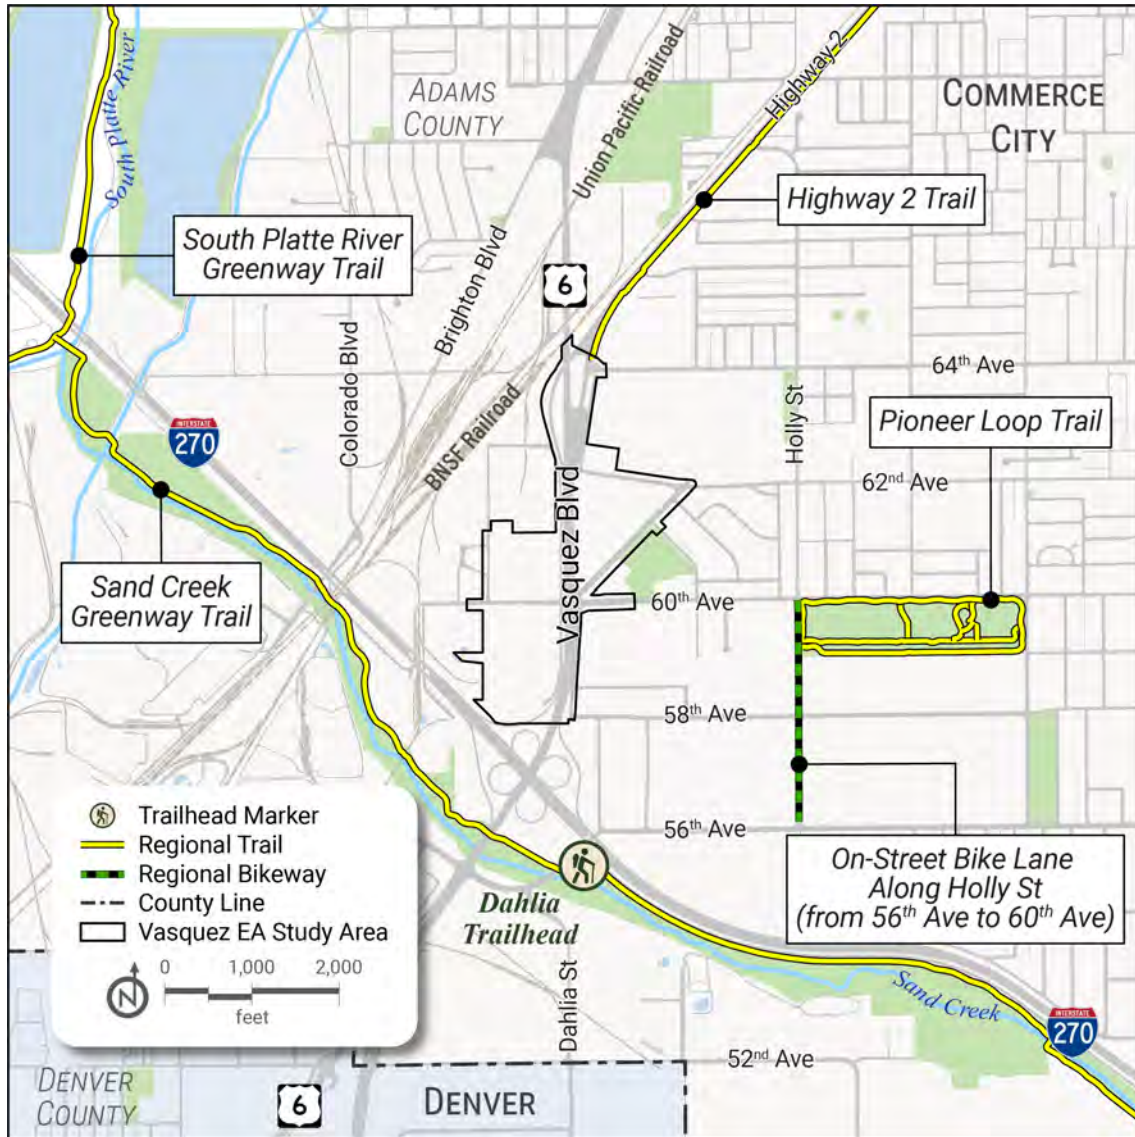 South Platte River
ADAMS
COUNTY
Union Pacific Railroad
Highway 2
COMMERCE
CITY
Highway 2 Trail
South Platte River
Greenway Trail
Brighton Blvd
6
Colorado Blvd
64th Ave
Holly St
Pioneer Loop Trail
INTERSTATE
270
BNSF Railroad
62nd Ave
Vasquez Blvd
Sand Creek
Greenway Trail
60th Ave
58th Ave
56th Ave
On-Street Bike Lane
Along Holly St
(from 56th Ave to 60th Ave)
Dahlia
Trailhead
Trailhead Marker
Regional Trail
Regional Bikeway
County Line
Vasquez EA Study Area
0 1,000 2,000
feet
N
Dahlia St
Sand Creek
INTERSTATE
270
52nd Ave
DENVER
COUNTY
6
DENVER